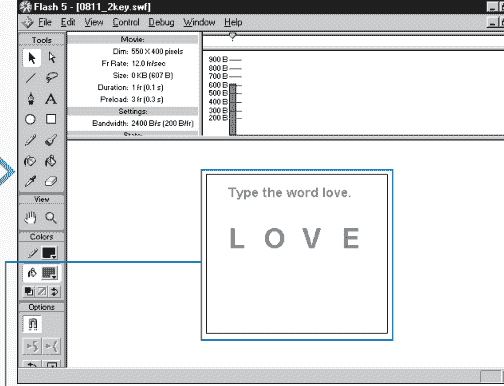 Flash 5 - [0811_2key.swf]
File Edit View Control Debug Window Help
Tools
View
Colors
Options
Movie:
Dim: 550 X 400 pixels
Fr Rate: 12.0 fr/sec
Size: 0 KB (607 B)
Duration: 1 fr (0.1 s)
Preload: 3 fr (0.3 s)
Settings:
Bandwidth: 2400 B/s (200 B/fr)
900 B
800 B
700 B
600 B
500 B
400 B
300 B
200 B
Type the word love.
L O V E